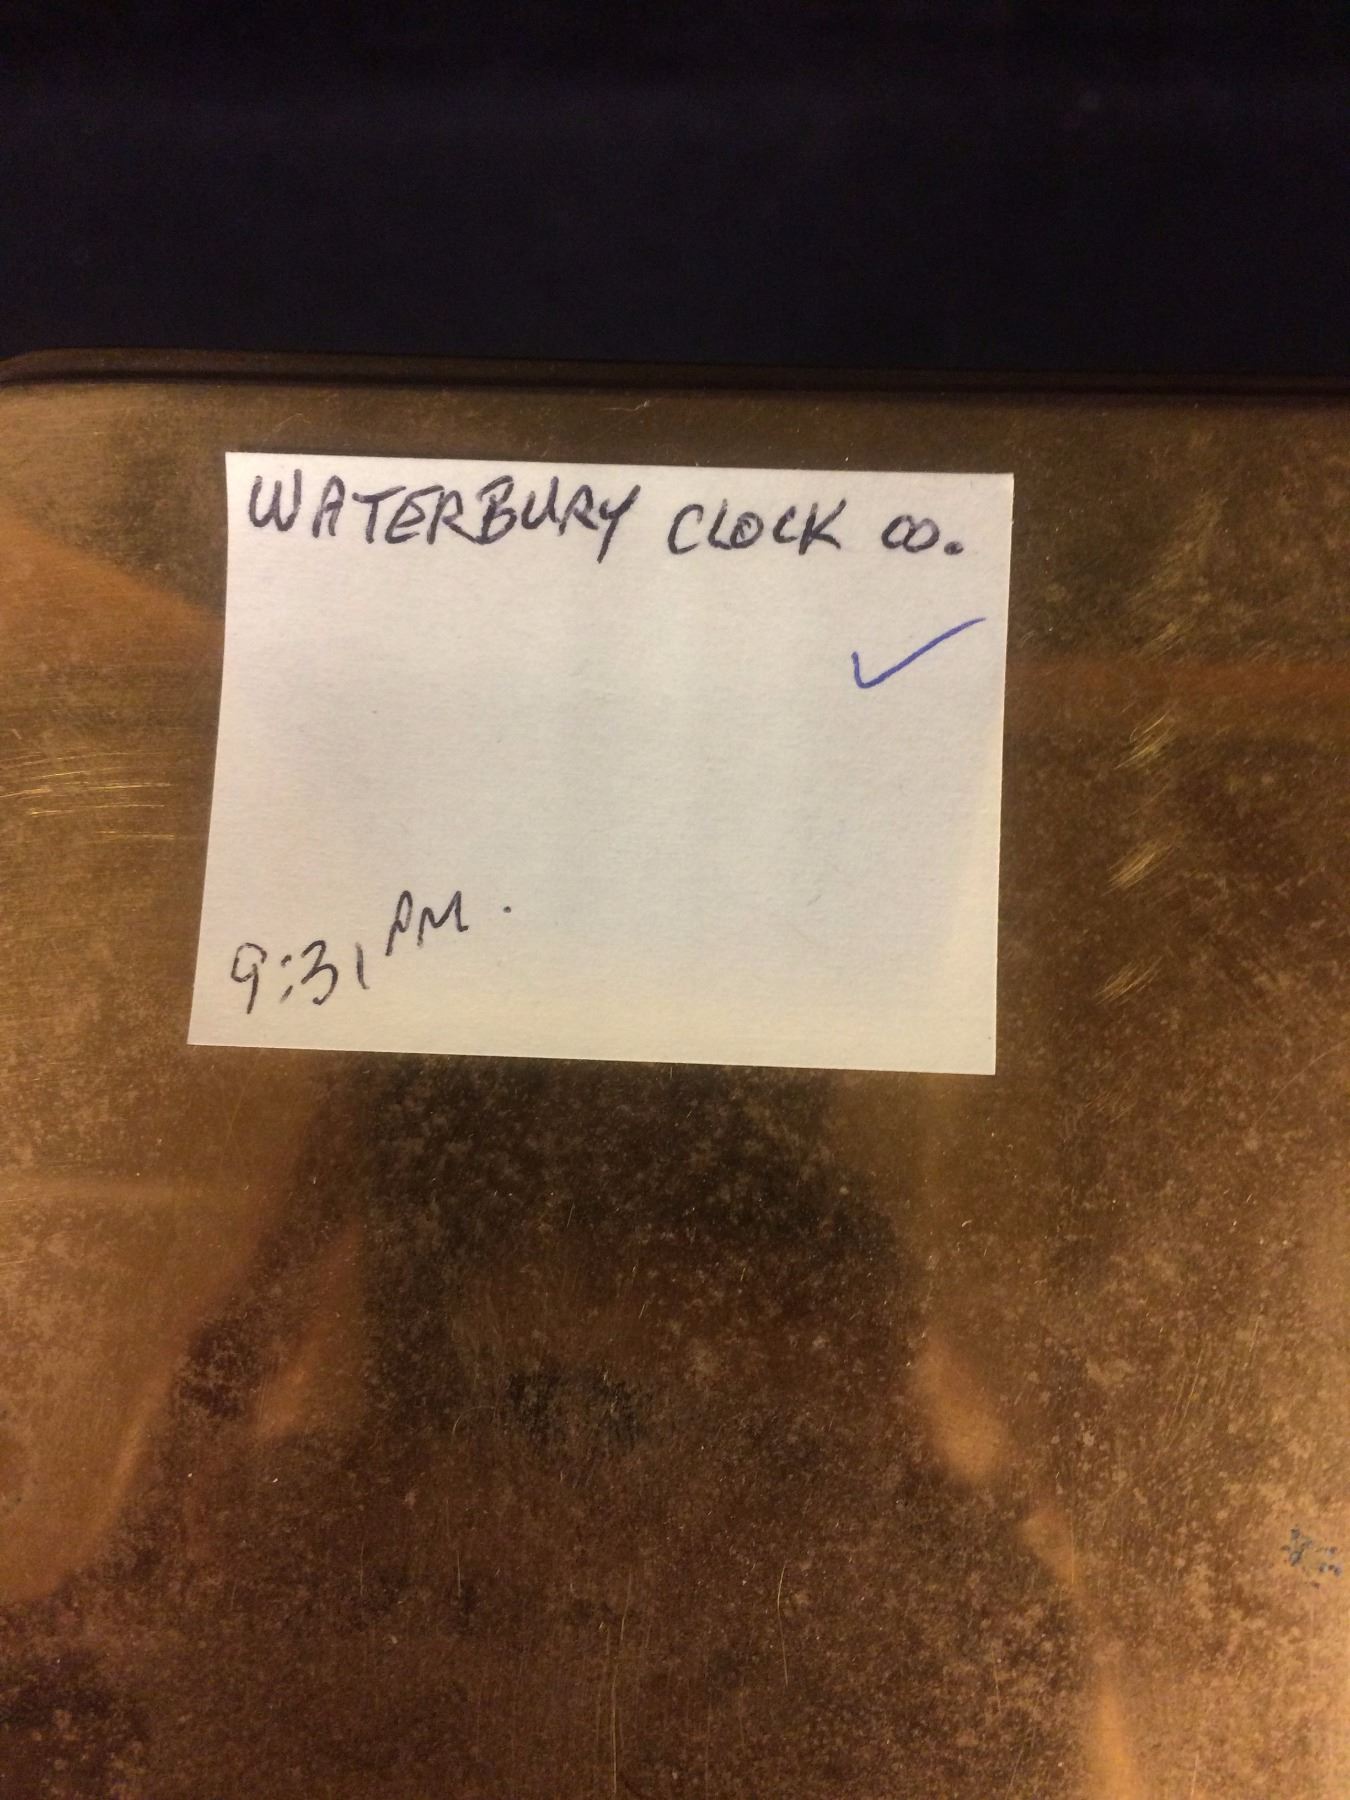 WATERBURY CLOCK CO.
✓
9:31 PM.